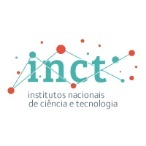 inct
institutos nacionais
de ciência e tecnologia